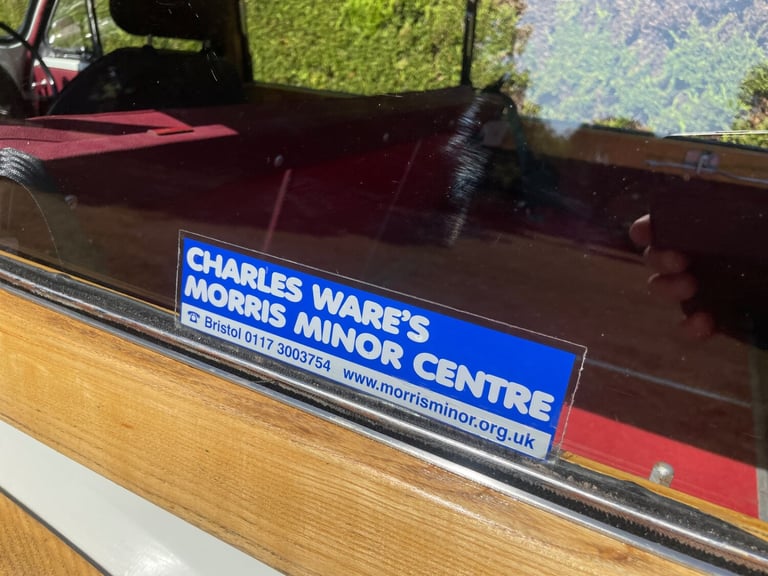 CHARLES WARE'S
MORRIS MINOR CENTRE
☎ Bristol 0117 3003754 www.morrisminor.org.uk